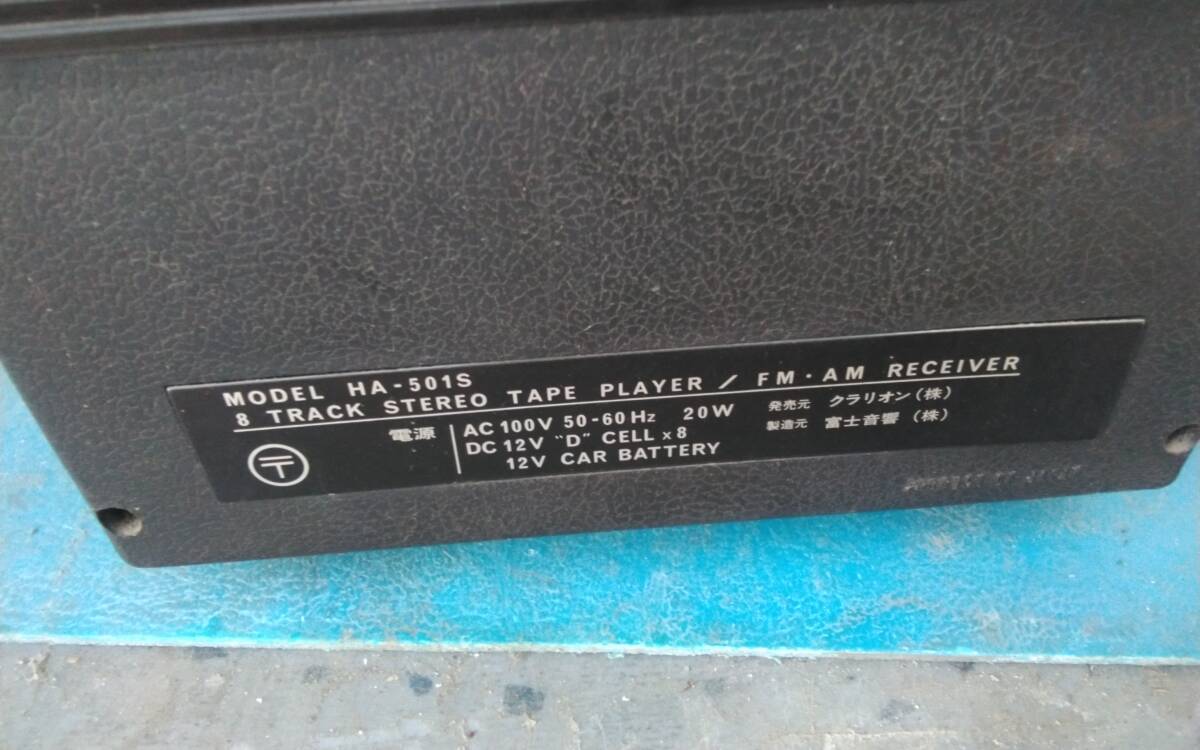 MODEL HA-501S
8 TRACK STEREO TAPE PLAYER / FM・AM RECEIVER
電源
AC 100V 50-60Hz 20W
DC 12V "D" CELL x 8
12V CAR BATTERY
発売元 クラリオン(株)
製造元 富士音響(株)